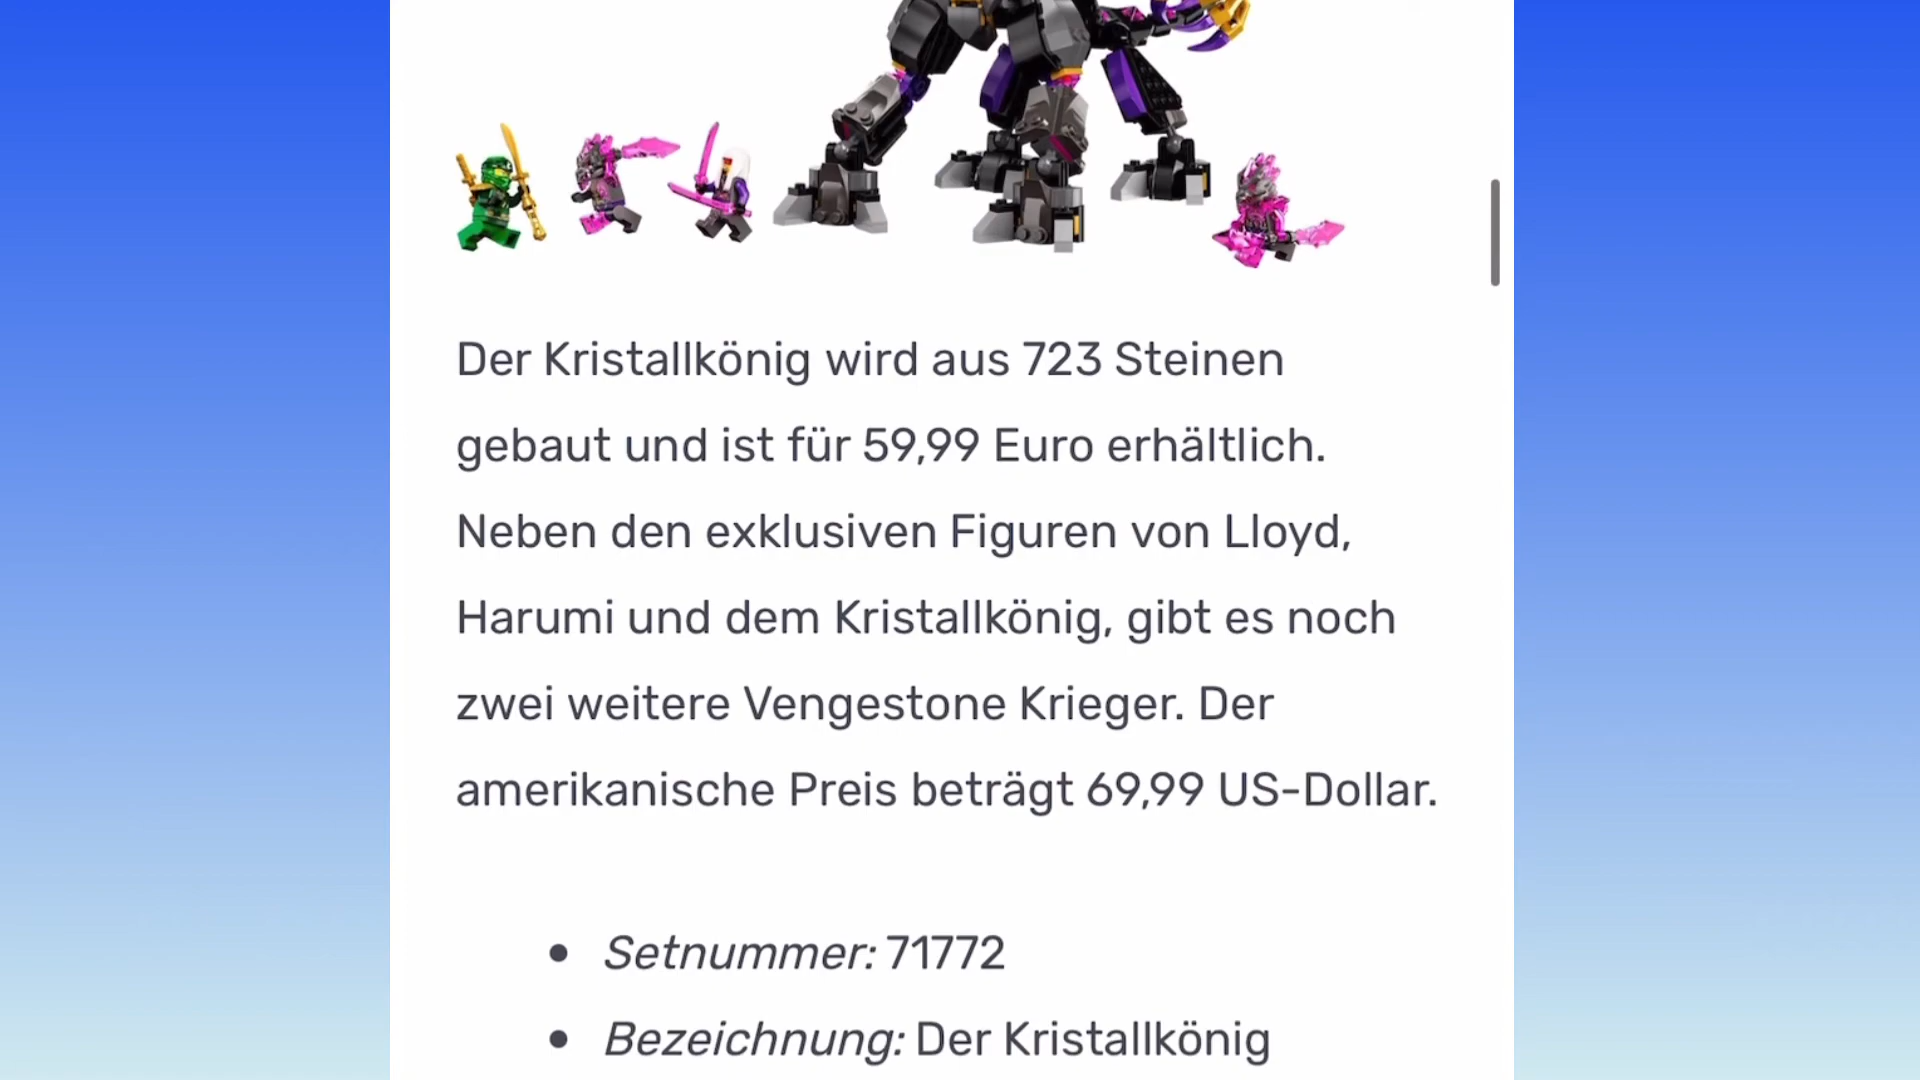 Der Kristallkönig wird aus 723 Steinen
gebaut und ist für 59,99 Euro erhältlich.
Neben den exklusiven Figuren von Lloyd,
Harumi und dem Kristallkönig, gibt es noch
zwei weitere Vengestone Krieger. Der
amerikanische Preis beträgt 69,99 US-Dollar.
• Setnummer: 71772
• Bezeichnung: Der Kristallkönig